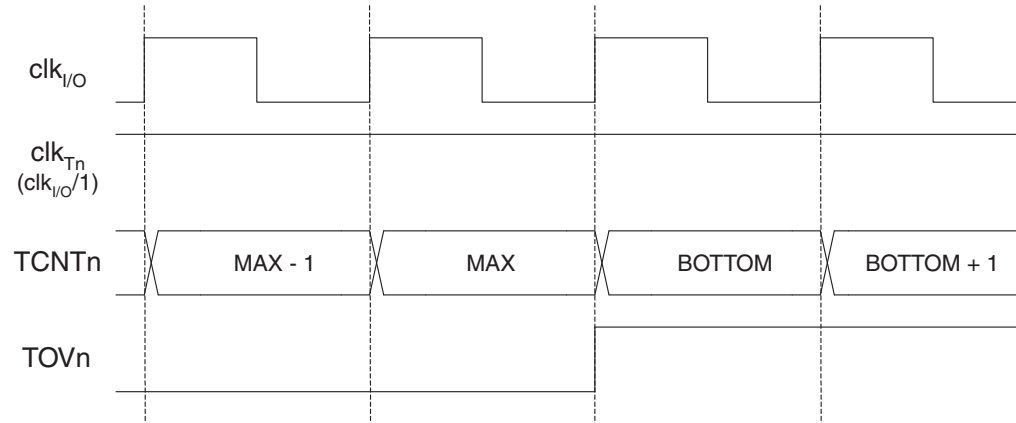 clkI/O
clkTn
(clkI/O/1)
TCNTn
MAX - 1
MAX
BOTTOM
BOTTOM + 1
TOVn